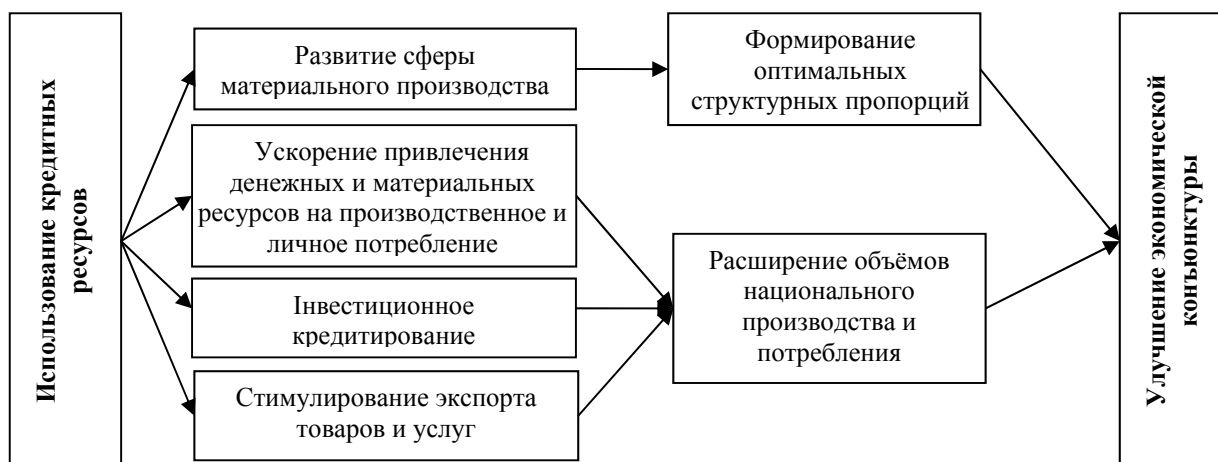 Использование кредитных
ресурсов
Развитие сферы
материального производства
Ускорение привлечения
денежных и материальных
ресурсов на производственное и
личное потребление
Інвестиционное
кредитирование
Стимулирование экспорта
товаров и услуг
Формирование
оптимальных
структурных пропорций
Расширение объёмов
национального
производства и
потребления
Улучшение экономической
конъюнктуры